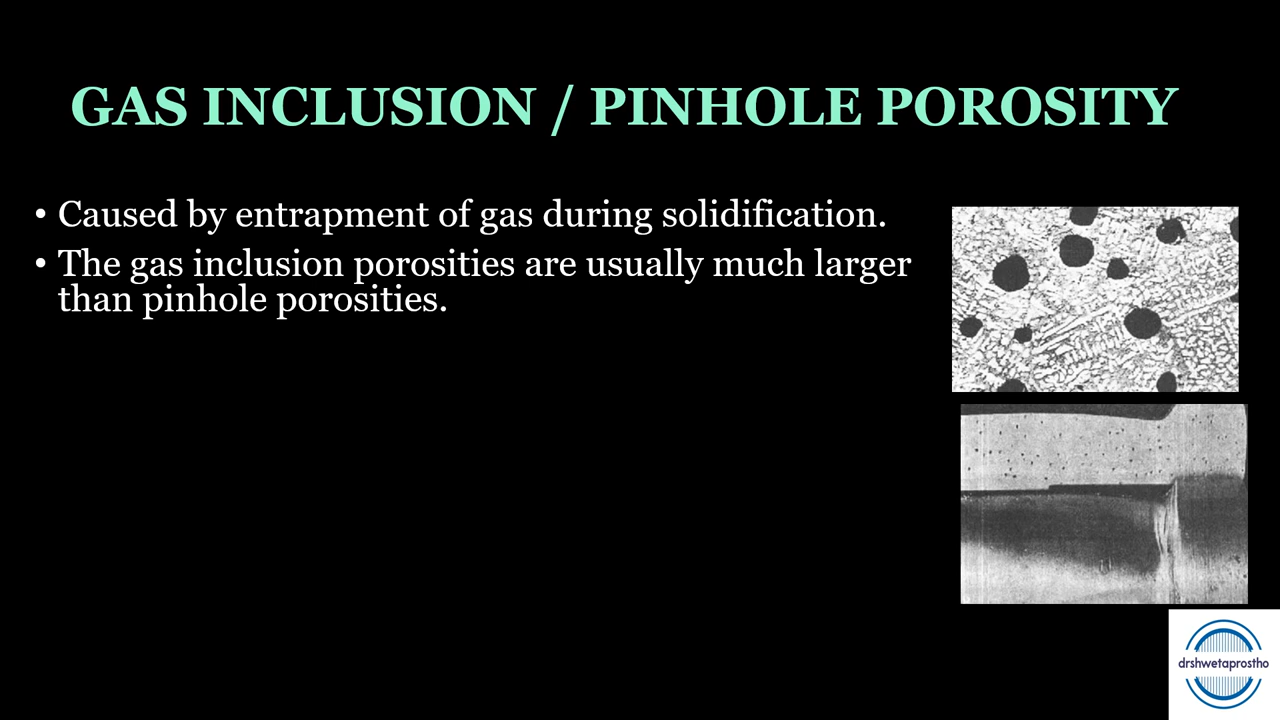 GAS INCLUSION / PINHOLE POROSITY
• Caused by entrapment of gas during solidification.
• The gas inclusion porosities are usually much larger
than pinhole porosities.
drshwetaprostho